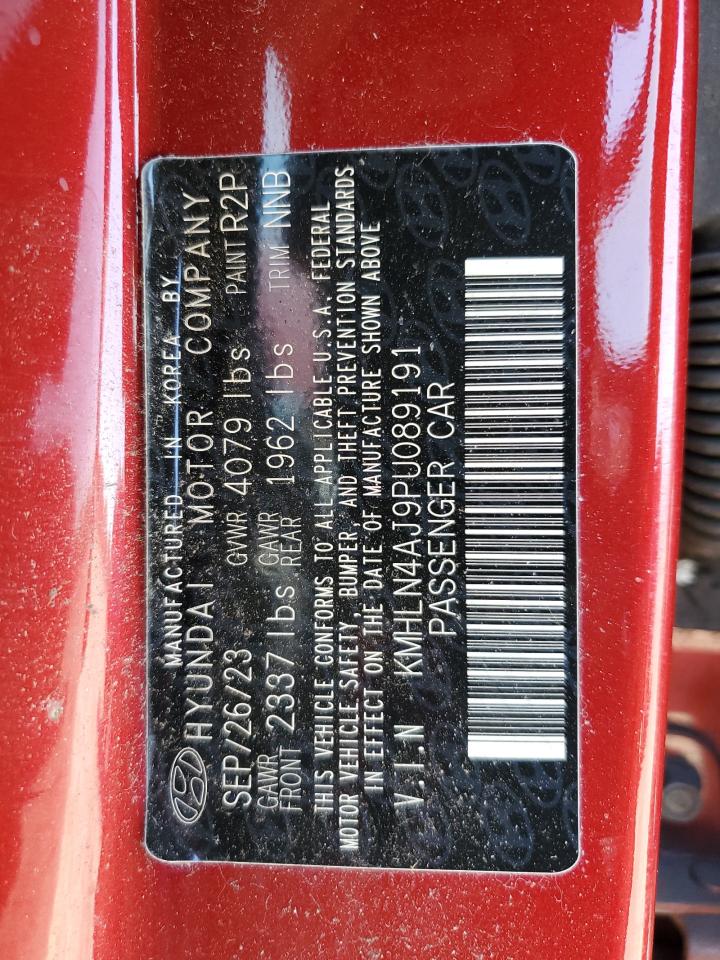 MANUFACTURED IN KOREA BY
HYUNDAI MOTOR COMPANY
SEP/26/23 GVWR 4079 lbs PAINT R2P
GAWR FRONT 2337 lbs GAWR REAR 1962 lbs TRIM NNB
THIS VEHICLE CONFORMS TO ALL APPLICABLE U.S.A. FEDERAL
MOTOR VEHICLE SAFETY, BUMPER, AND THEFT PREVENTION STANDARDS
IN EFFECT ON THE DATE OF MANUFACTURE SHOWN ABOVE
V.I.N KMHLN4AJ9PU089191
PASSENGER CAR